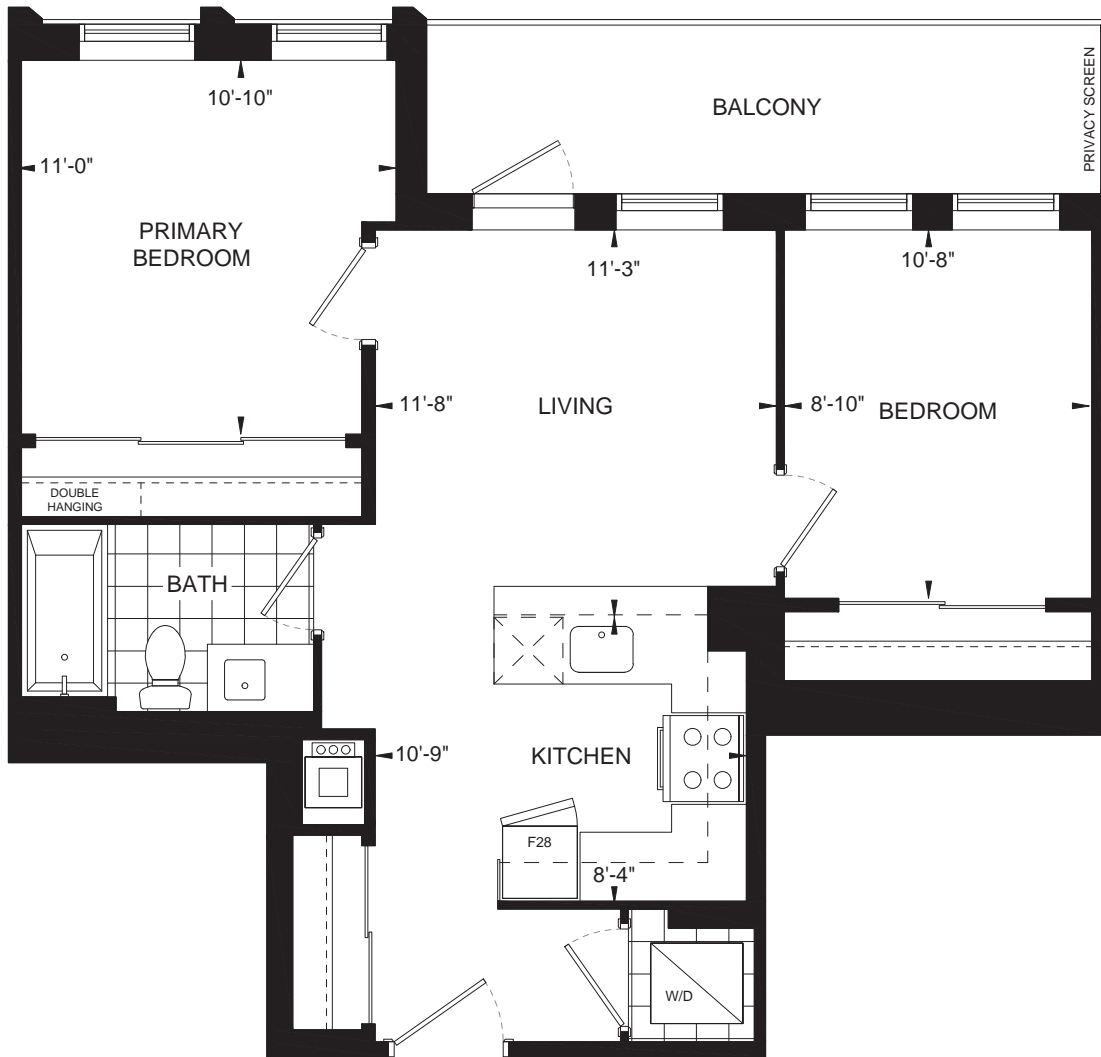 10'-10"
BALCONY
PRIVACY SCREEN
11'-0"
PRIMARY
BEDROOM
11'-3"
10'-8"
11'-8"
LIVING
8'-10"
BEDROOM
DOUBLE
HANGING
BATH
10'-9"
KITCHEN
F28
8'-4"
W/D